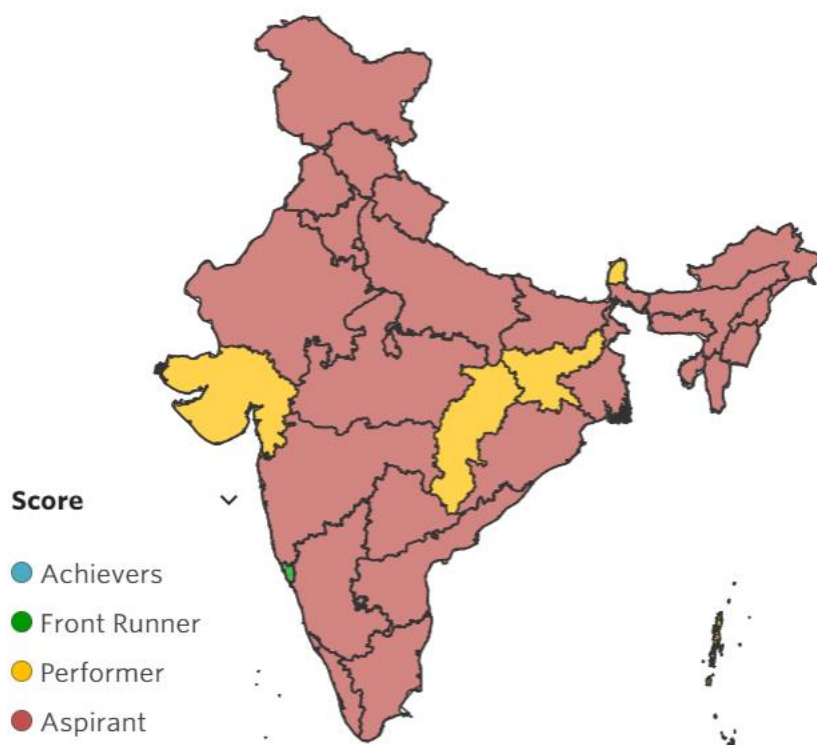 Score
Achievers
Front Runner
Performer
Aspirant